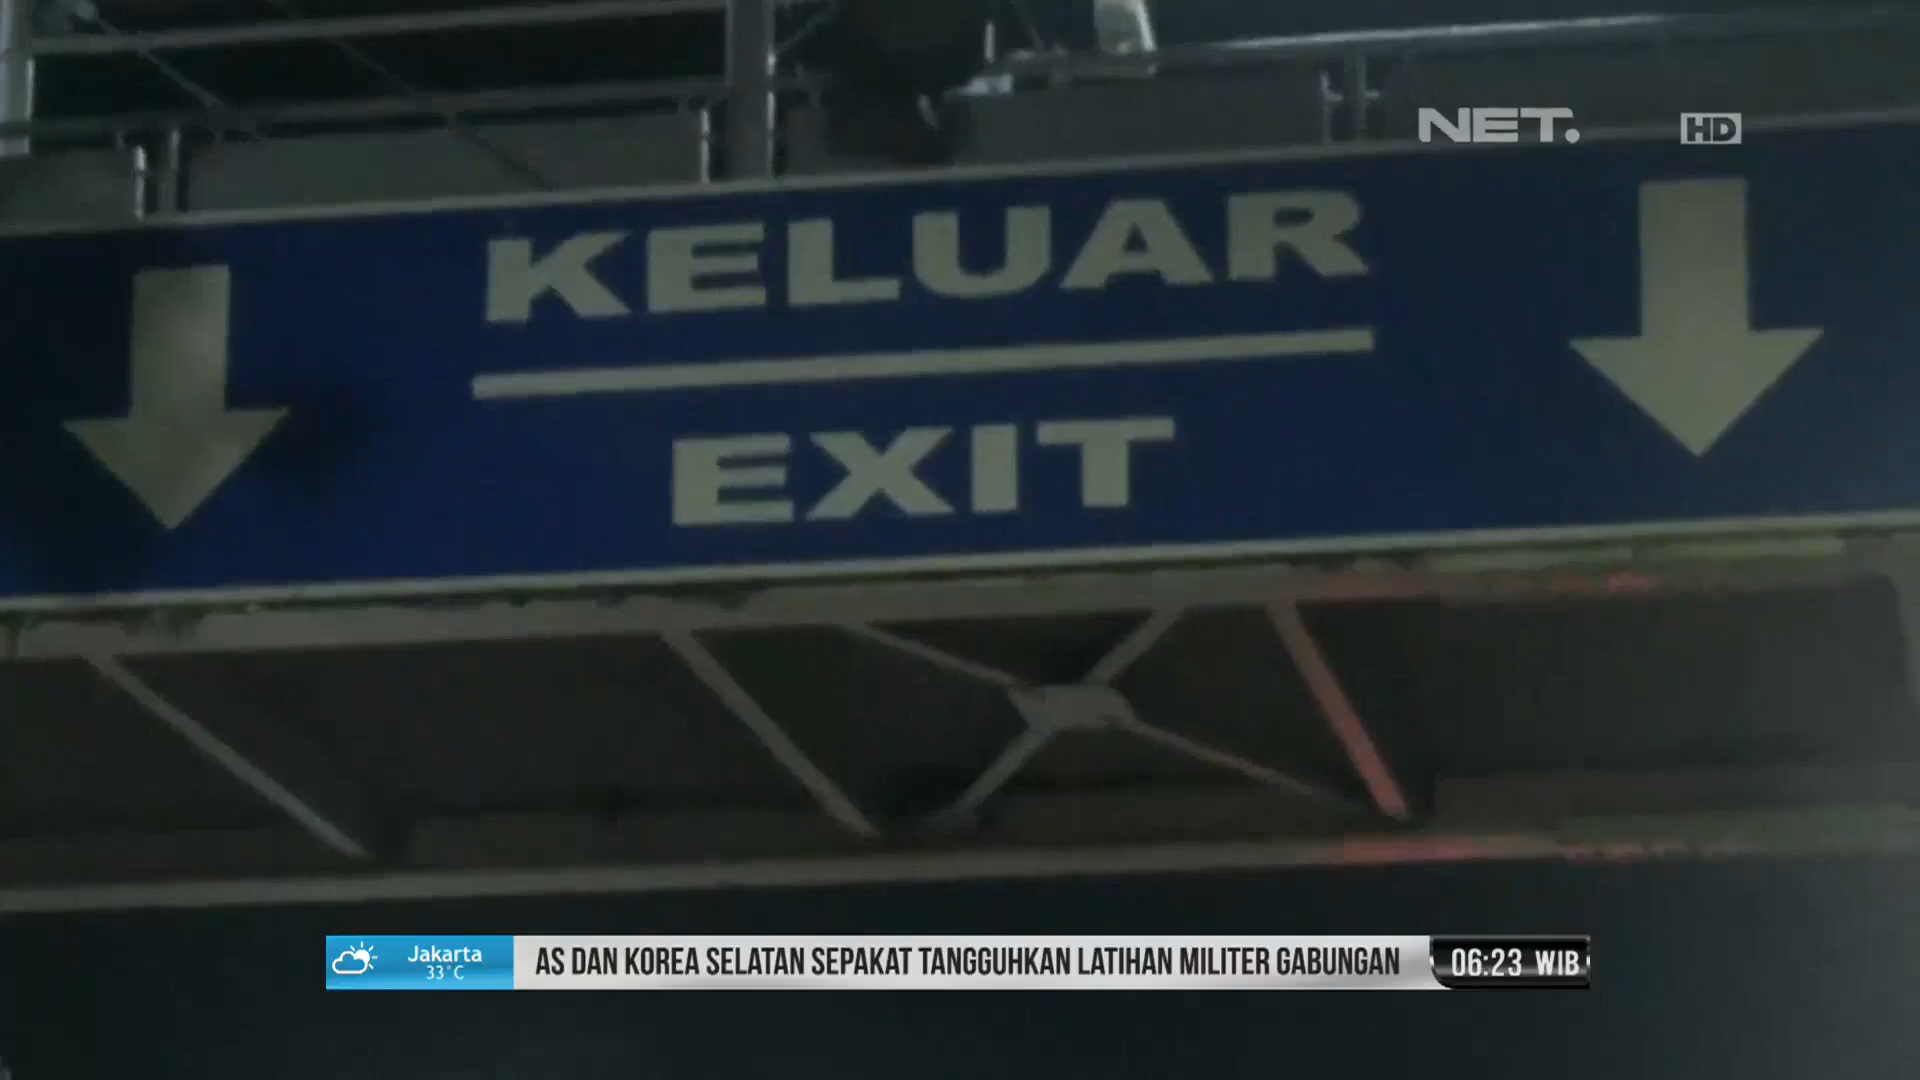 NET.
HD
KELUAR
EXIT
Jakarta
33°C
AS DAN KOREA SELATAN SEPAKAT TANGGUHKAN LATIHAN MILITER GABUNGAN
06:23 WIB